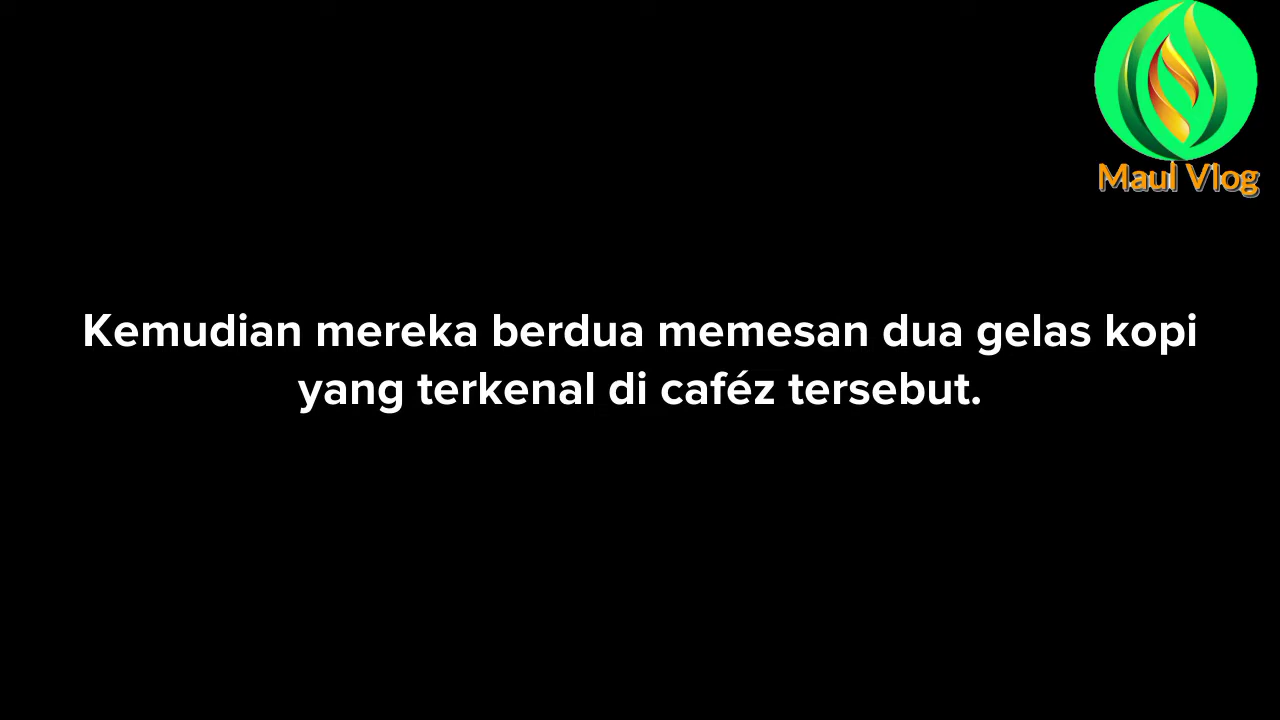 Maul Vlog
Kemudian mereka berdua memesan dua gelas kopi
yang terkenal di caféz tersebut.